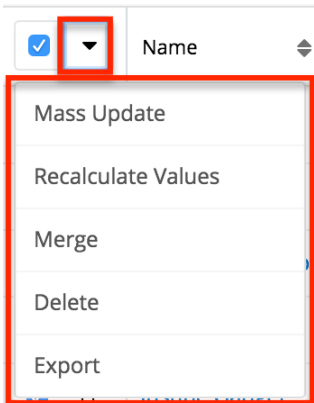 Name
Mass Update
Recalculate Values
Merge
Delete
Export